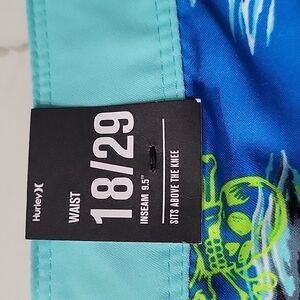 Hurley
WAIST
18/29
INSEAM 9.5"
SITS ABOVE THE KNEE